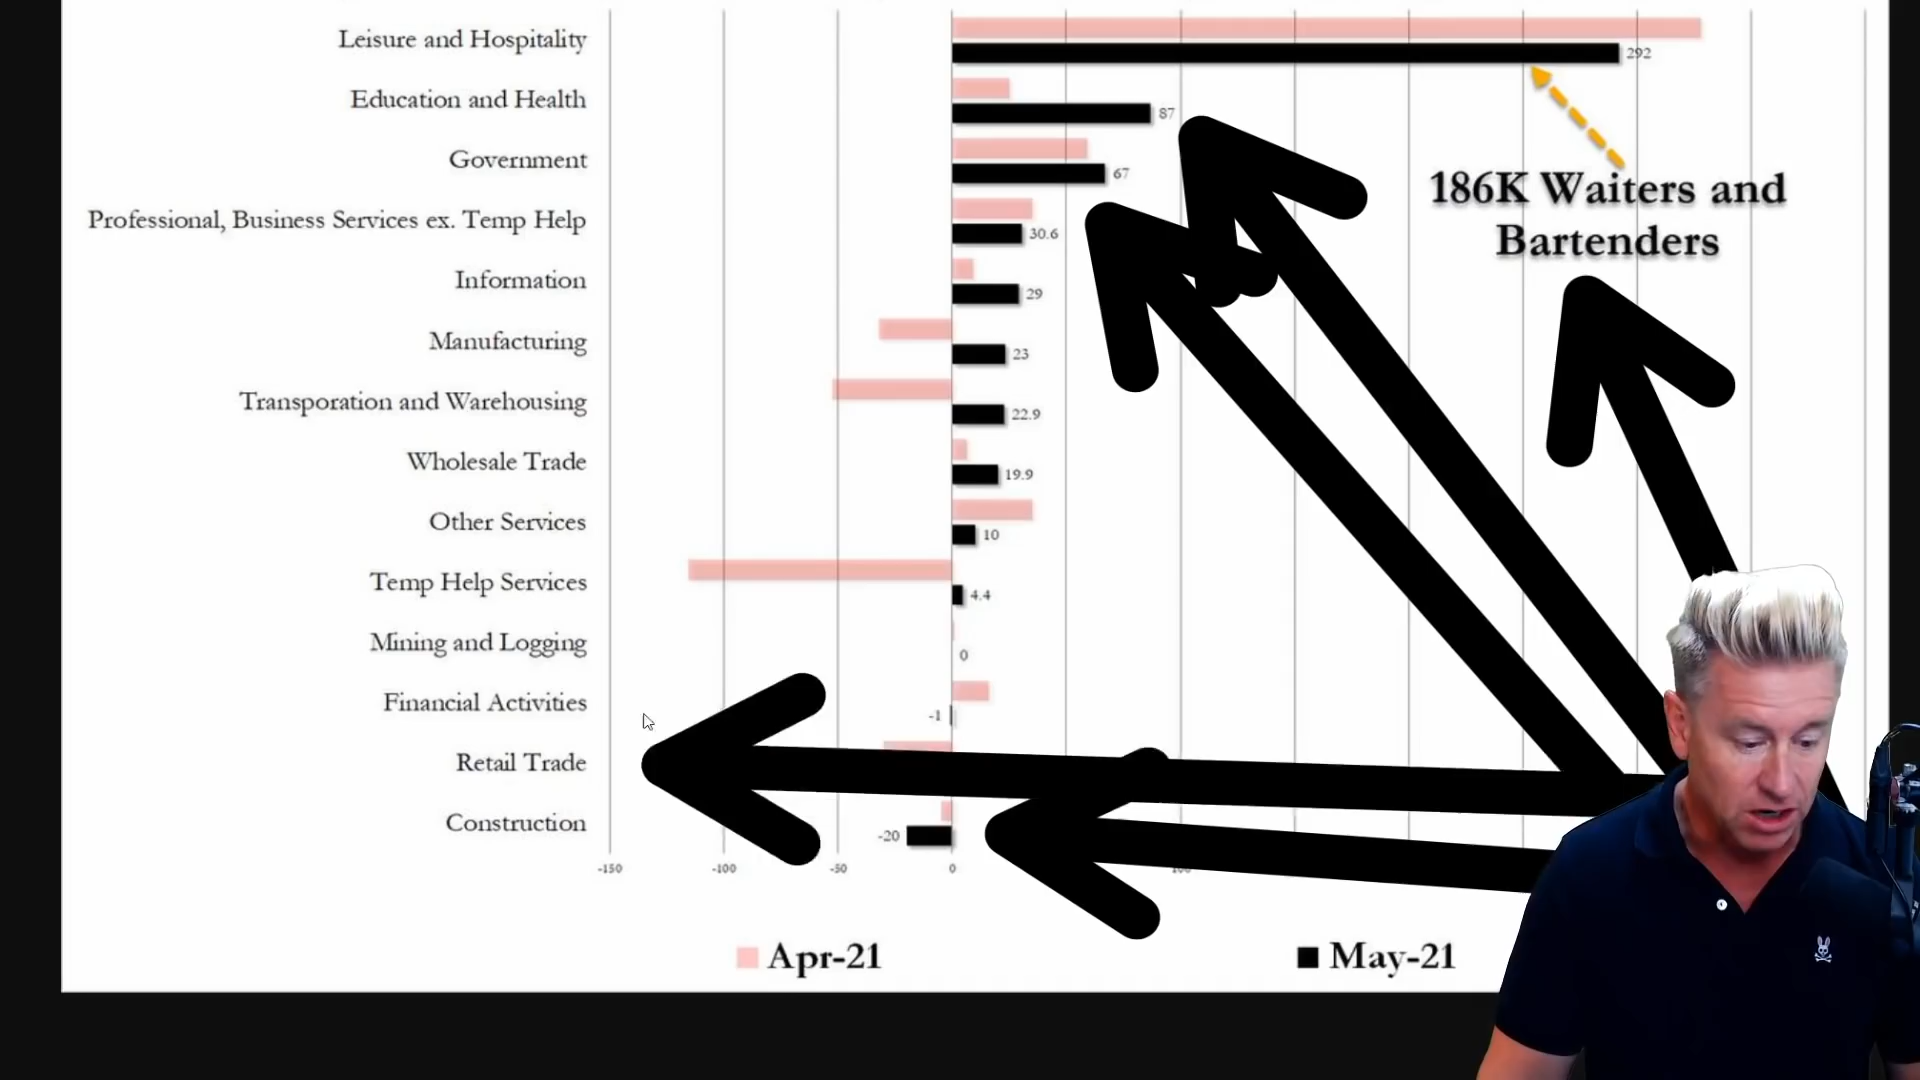 Leisure and Hospitality
292
Education and Health
87
Government
67
186K Waiters and
Bartenders
Professional, Business Services ex. Temp Help
30.6
Information
29
Manufacturing
23
Transporation and Warehousing
22.9
Wholesale Trade
19.9
Other Services
10
Temp Help Services
4.4
Mining and Logging
0
Financial Activities
-1
Retail Trade
Construction
-20
-150 -100 -50 0
Apr-21 May-21